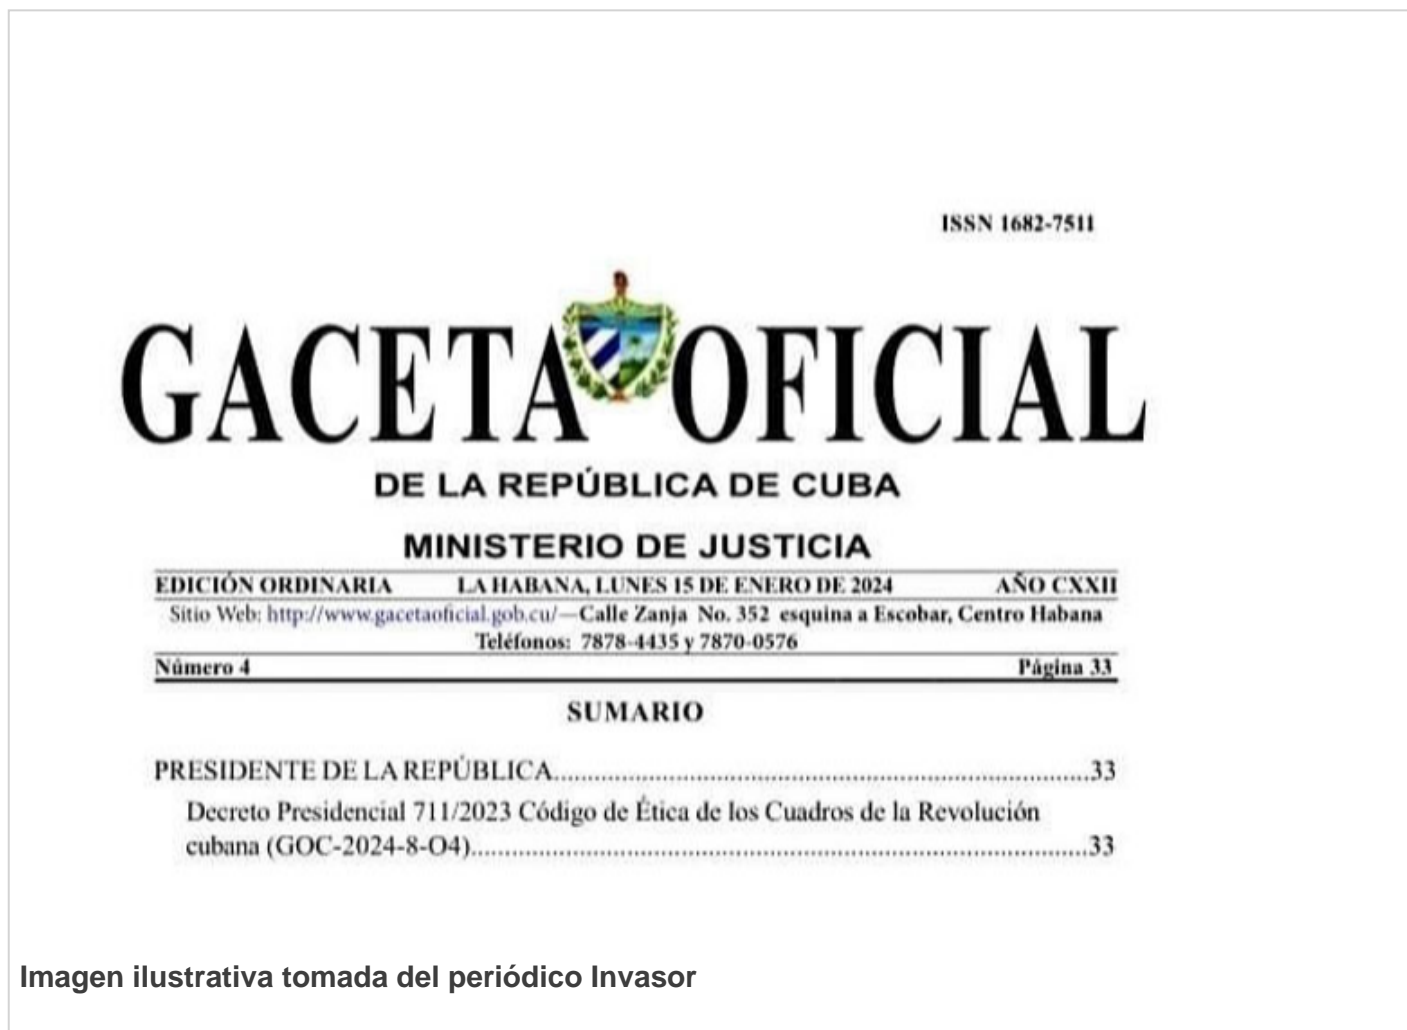 ISSN 1682-7511
GACETA OFICIAL
DE LA REPÚBLICA DE CUBA
MINISTERIO DE JUSTICIA
EDICIÓN ORDINARIA LA HABANA, LUNES 15 DE ENERO DE 2024 AÑO CXXII
Sitio Web: http://www.gacetaoficial.gob.cu/—Calle Zanja No. 352 esquina a Escobar, Centro Habana
Teléfonos: 7878-4435 y 7870-0576
Número 4 Página 33
SUMARIO
PRESIDENTE DE LA REPÚBLICA.......................................................................................33
Decreto Presidencial 711/2023 Código de Ética de los Cuadros de la Revolución
cubana (GOC-2024-8-O4)....................................................................................................33
Imagen ilustrativa tomada del periódico Invasor